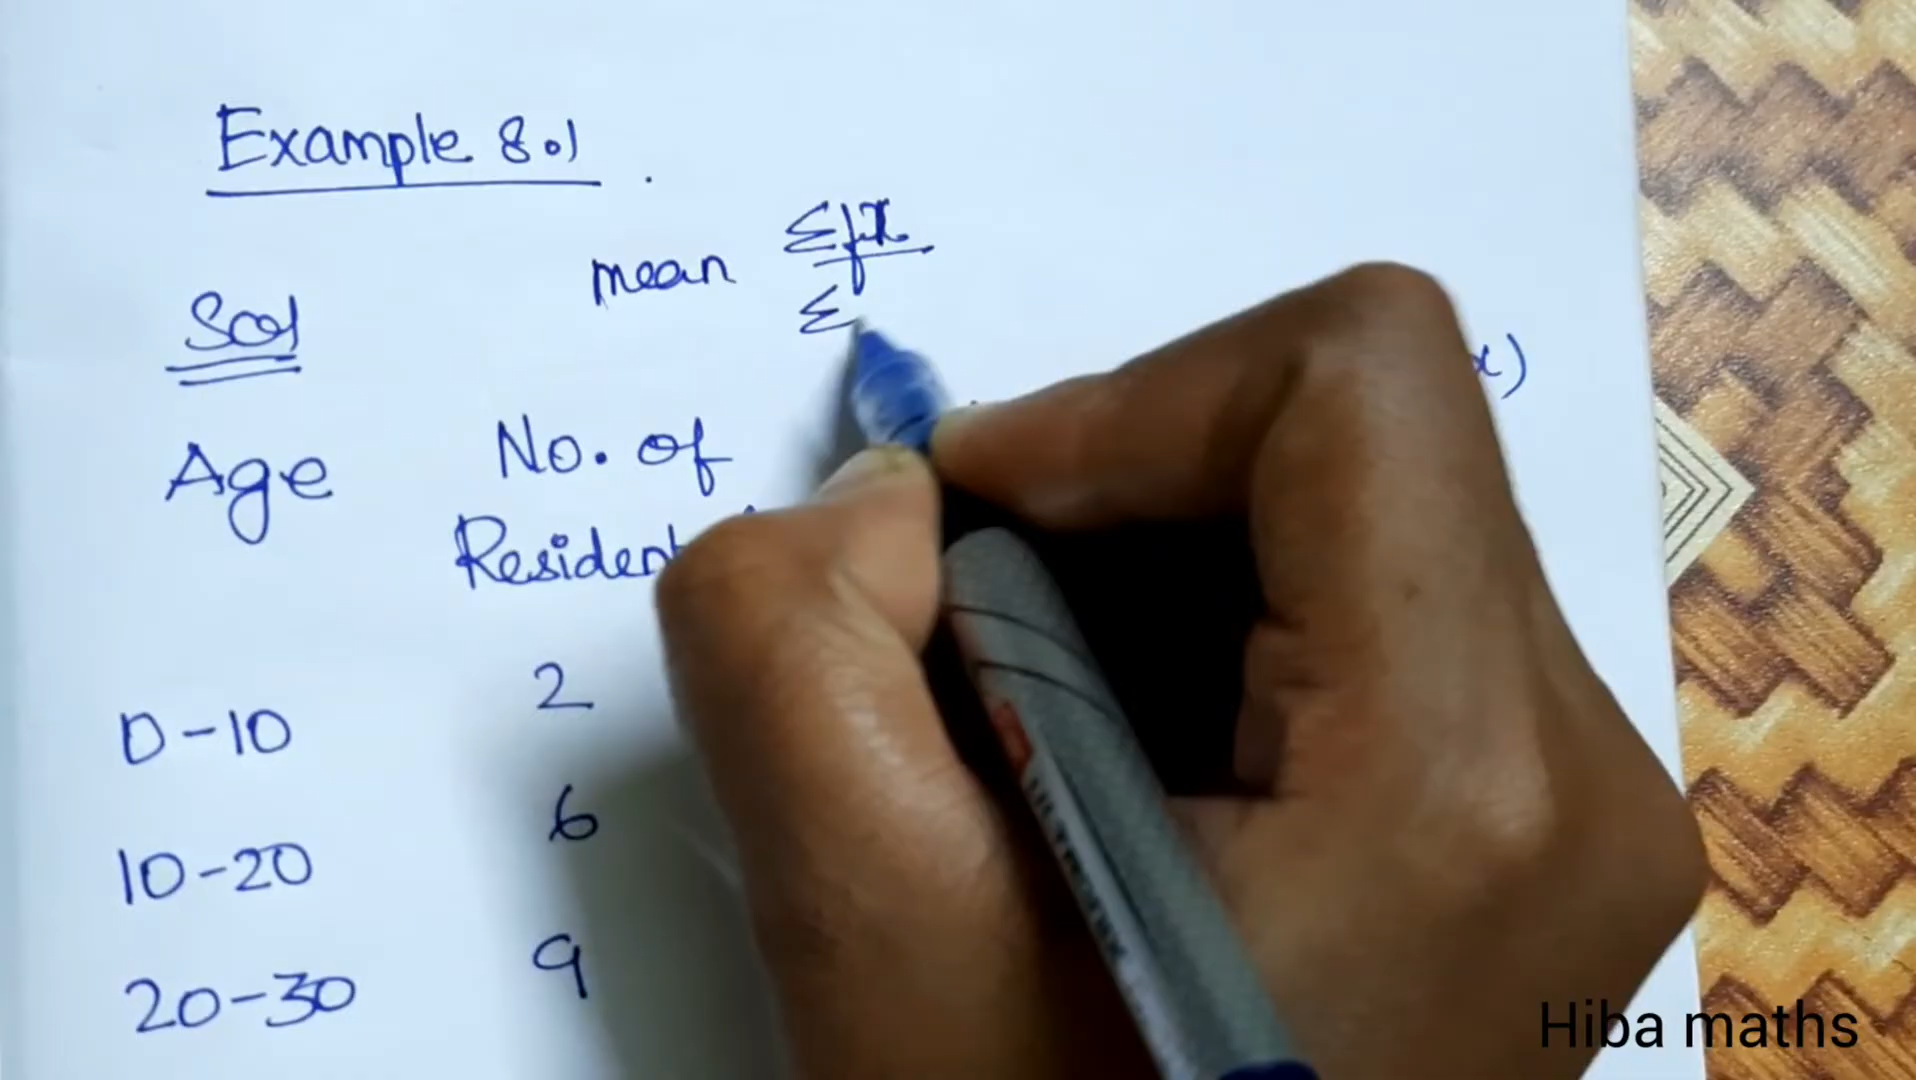 Example 8.1
mean Σfx
Σ
Sol
x)
Age
No. of
Resident
0-10
2
10-20
6
20-30
9
Hiba maths